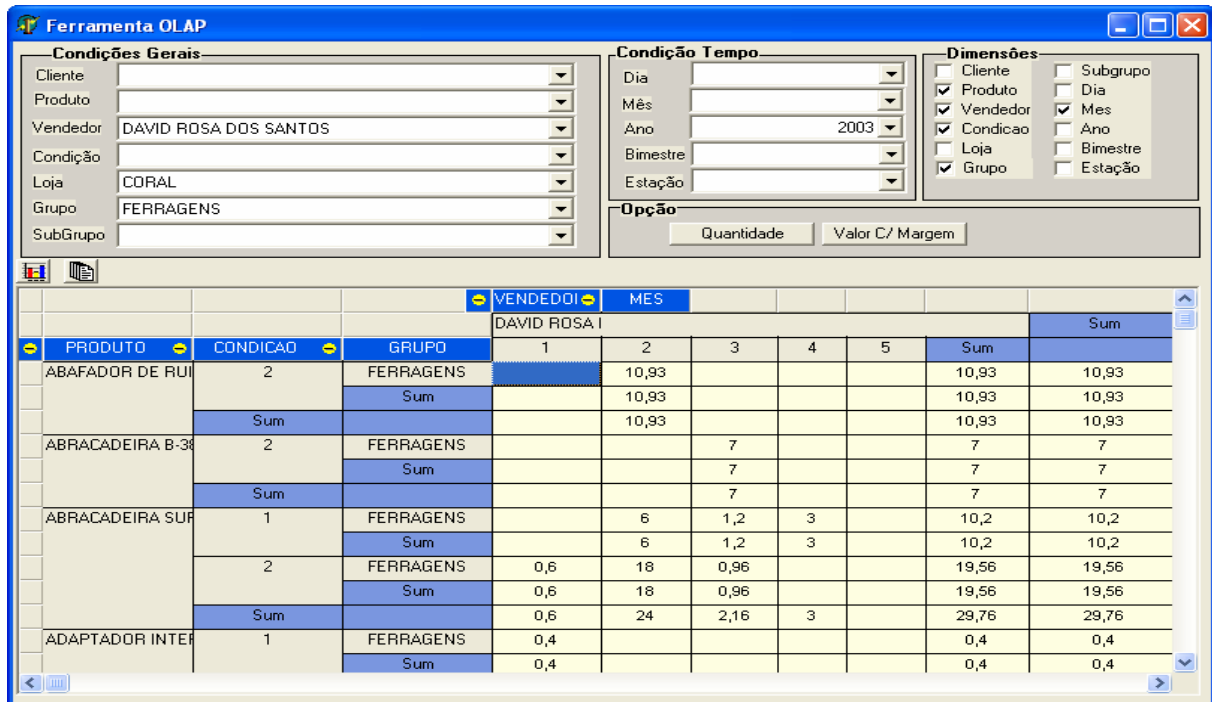 Ferramenta OLAP
Condições Gerais
Cliente
Produto
Vendedor DAVID ROSA DOS SANTOS
Condição
Loja CORAL
Grupo FERRAGENS
SubGrupo
Condição Tempo
Dia
Mês
Ano 2003
Bimestre
Estação
Dimensões
Cliente Subgrupo
Produto Dia
Vendedor Mes
Condicao Ano
Loja Bimestre
Grupo Estação
Opção
Quantidade Valor C/ Margem
VENDEDOI MES
DAVID ROSA I Sum
PRODUTO CONDICAO GRUPO 1 2 3 4 5 Sum
ABAFADOR DE RUI 2 FERRAGENS 10,93 10,93 10,93
Sum 10,93 10,93 10,93
Sum 10,93 10,93 10,93
ABRACADEIRA B-38 2 FERRAGENS 7 7 7
Sum 7 7 7
Sum 7 7 7
ABRACADEIRA SUP 1 FERRAGENS 6 1,2 3 10,2 10,2
Sum 6 1,2 3 10,2 10,2
2 FERRAGENS 0,6 18 0,96 19,56 19,56
Sum 0,6 18 0,96 19,56 19,56
Sum 0,6 24 2,16 3 29,76 29,76
ADAPTADOR INTER 1 FERRAGENS 0,4 0,4 0,4
Sum 0,4 0,4 0,4